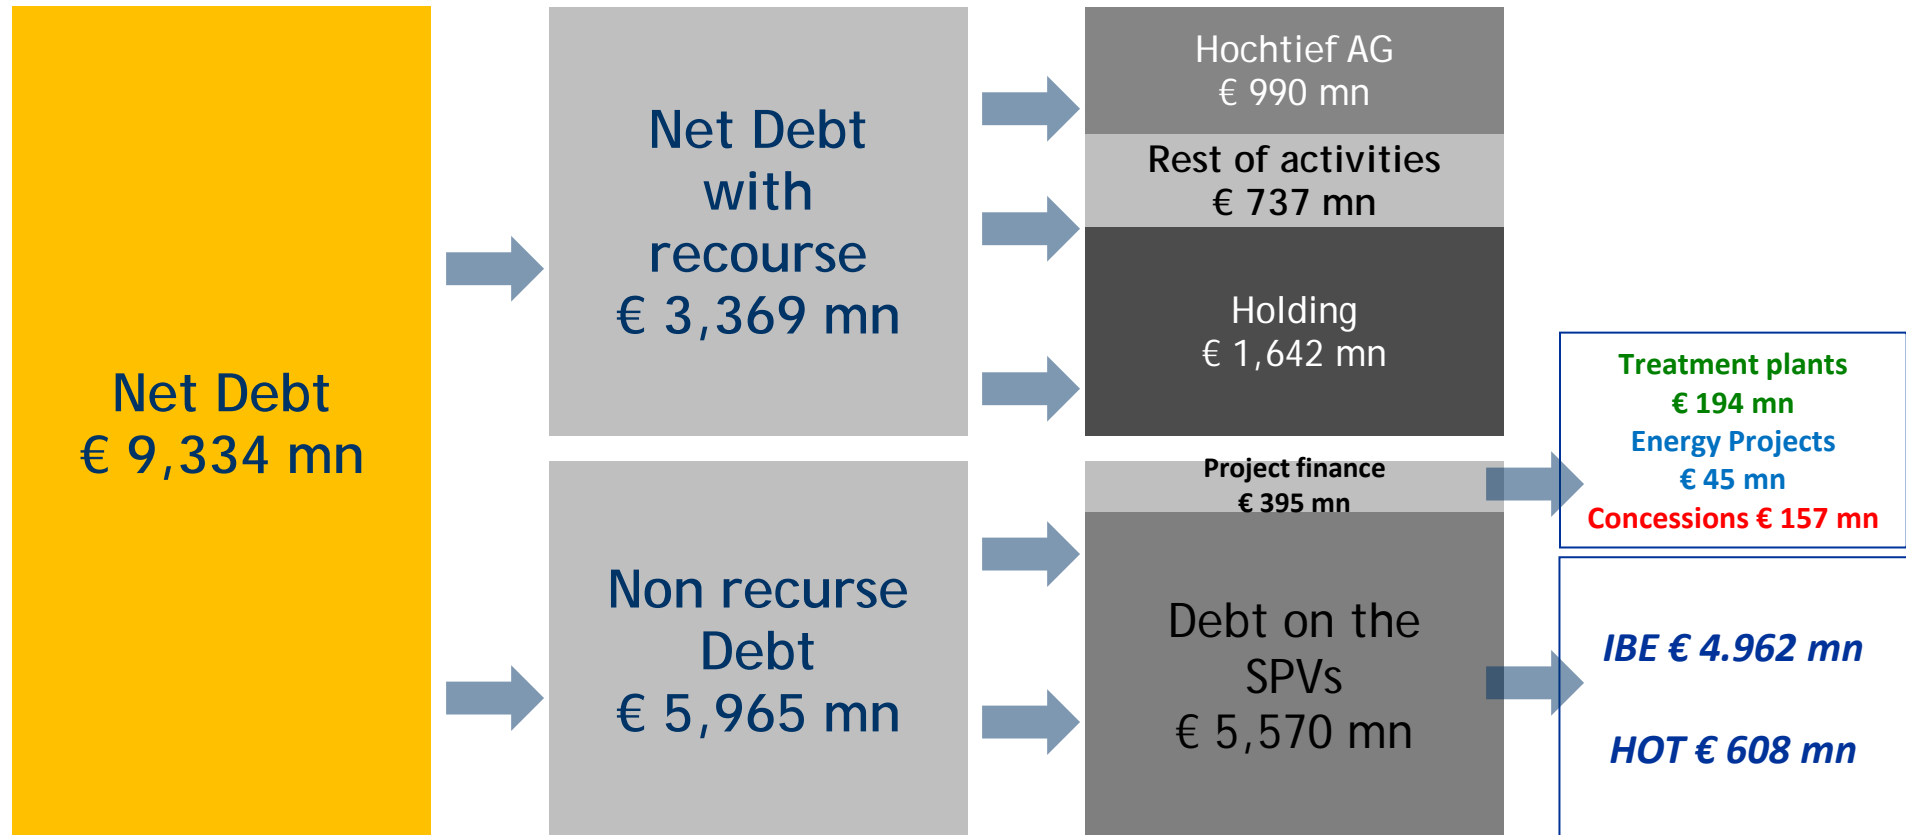 Net Debt
€ 9,334 mn
Net Debt
with
recourse
€ 3,369 mn
Non recurse
Debt
€ 5,965 mn
Hochtief AG
€ 990 mn
Rest of activities
€ 737 mn
Holding
€ 1,642 mn
Project finance
€ 395 mn
Debt on the
SPVs
€ 5,570 mn
Treatment plants
€ 194 mn
Energy Projects
€ 45 mn
Concessions € 157 mn
IBE € 4.962 mn
HOT € 608 mn